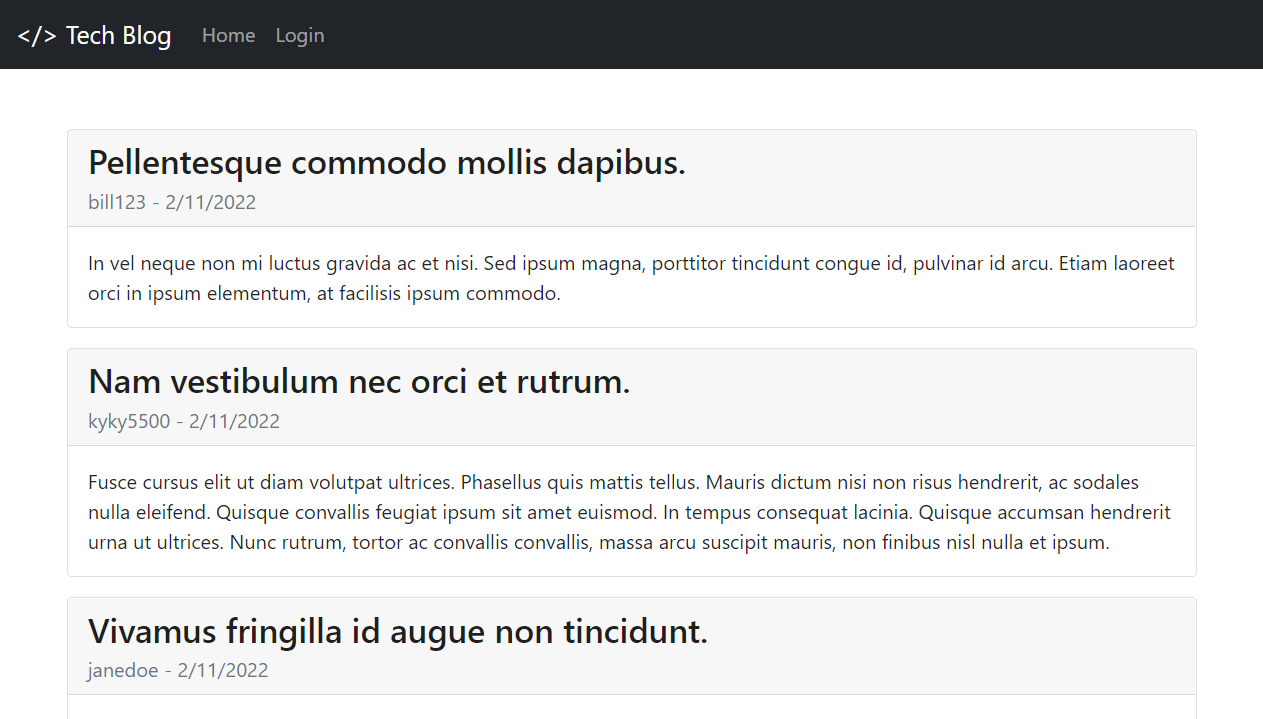 </> Tech Blog Home Login
Pellentesque commodo mollis dapibus.
bill123 - 2/11/2022
In vel neque non mi luctus gravida ac et nisi. Sed ipsum magna, porttitor tincidunt congue id, pulvinar id arcu. Etiam laoreet
orci in ipsum elementum, at facilisis ipsum commodo.
Nam vestibulum nec orci et rutrum.
kyky5500 - 2/11/2022
Fusce cursus elit ut diam volutpat ultrices. Phasellus quis mattis tellus. Mauris dictum nisi non risus hendrerit, ac sodales
nulla eleifend. Quisque convallis feugiat ipsum sit amet euismod. In tempus consequat lacinia. Quisque accumsan hendrerit
urna ut ultrices. Nunc rutrum, tortor ac convallis convallis, massa arcu suscipit mauris, non finibus nisl nulla et ipsum.
Vivamus fringilla id augue non tincidunt.
janedoe - 2/11/2022